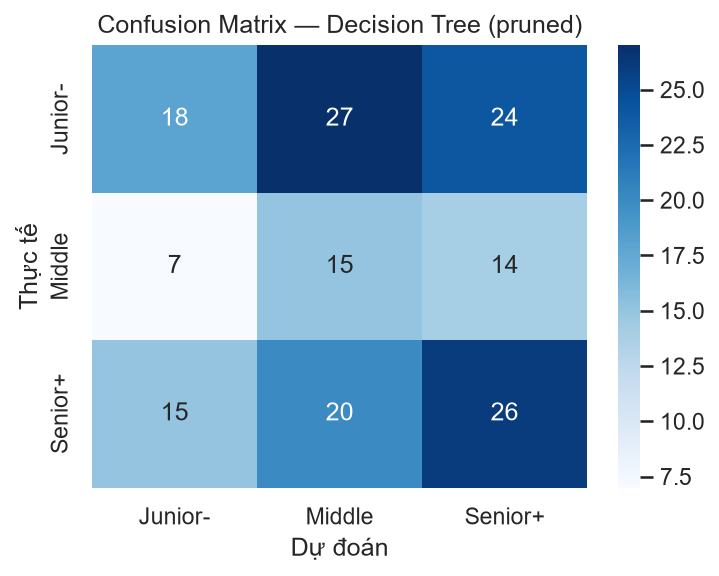 Confusion Matrix — Decision Tree (pruned)
Thực tế
Junior-
18 27 24
Middle
7 15 14
Senior+
15 20 26
Junior- Middle Senior+
Dự đoán
25.0
22.5
20.0
17.5
15.0
12.5
10.0
7.5